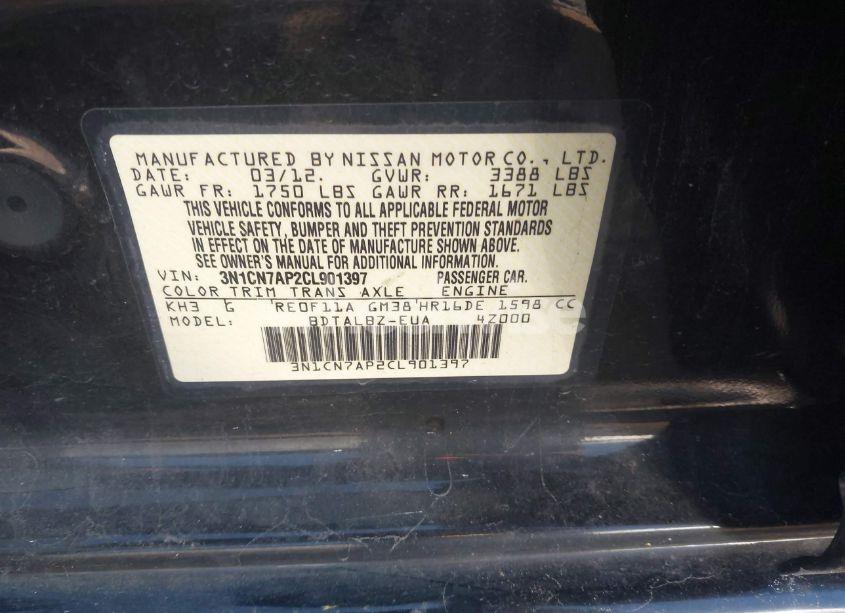 MANUFACTURED BY NISSAN MOTOR CO., LTD.
DATE: 03/12. GVWR: 3388 LBS
GAWR FR: 1750 LBS GAWR RR: 1671 LBS
THIS VEHICLE CONFORMS TO ALL APPLICABLE FEDERAL MOTOR
VEHICLE SAFETY, BUMPER AND THEFT PREVENTION STANDARDS
IN EFFECT ON THE DATE OF MANUFACTURE SHOWN ABOVE.
SEE OWNER'S MANUAL FOR ADDITIONAL INFORMATION.
VIN: 3N1CN7AP2CL901397 PASSENGER CAR.
COLOR TRIM TRANS AXLE ENGINE
KH3 G RE0F11A GM38 HR16DE 1598 CC
MODEL: BDTALBZ-EUA 4Z000
3N1CN7AP2CL901397